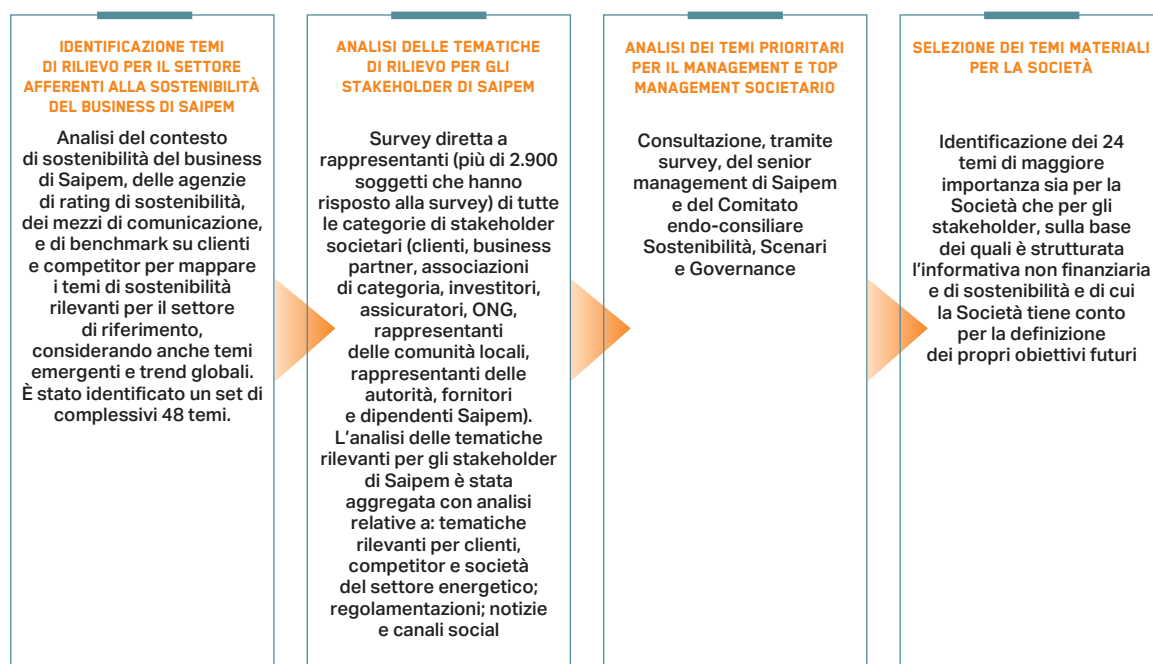 IDENTIFICAZIONE TEMI
DI RILIEVO PER IL SETTORE
AFFERENTI ALLA SOSTENIBILITÀ
DEL BUSINESS DI SAIPEM
Analisi del contesto
di sostenibilità del business
di Saipem, delle agenzie
di rating di sostenibilità,
dei mezzi di comunicazione,
e di benchmark su clienti
e competitor per mappare
i temi di sostenibilità
rilevanti per il settore
di riferimento,
considerando anche temi
emergenti e trend globali.
È stato identificato un set di
complessivi 48 temi.
ANALISI DELLE TEMATICHE
DI RILIEVO PER GLI
STAKEHOLDER DI SAIPEM
Survey diretta a
rappresentanti (più di 2.900
soggetti che hanno
risposto alla survey) di tutte
le categorie di stakeholder
societari (clienti, business
partner, associazioni
di categoria, investitori,
assicuratori, ONG,
rappresentanti
delle comunità locali,
rappresentanti delle
autorità, fornitori
e dipendenti Saipem).
L'analisi delle tematiche
rilevanti per gli stakeholder
di Saipem è stata
aggregata con analisi
relative a: tematiche
rilevanti per clienti,
competitor e società
del settore energetico;
regolamentazioni; notizie
e canali social
ANALISI DEI TEMI PRIORITARI
PER IL MANAGEMENT E TOP
MANAGEMENT SOCIETARIO
Consultazione, tramite
survey, del senior
management di Saipem
e del Comitato
endo-consiliare
Sostenibilità, Scenari
e Governance
SELEZIONE DEI TEMI MATERIALI
PER LA SOCIETÀ
Identificazione dei 24
temi di maggiore
importanza sia per la
Società che per gli
stakeholder, sulla base
dei quali è strutturata
l'informativa non finanziaria
e di sostenibilità e di cui
la Società tiene conto
per la definizione
dei propri obiettivi futuri